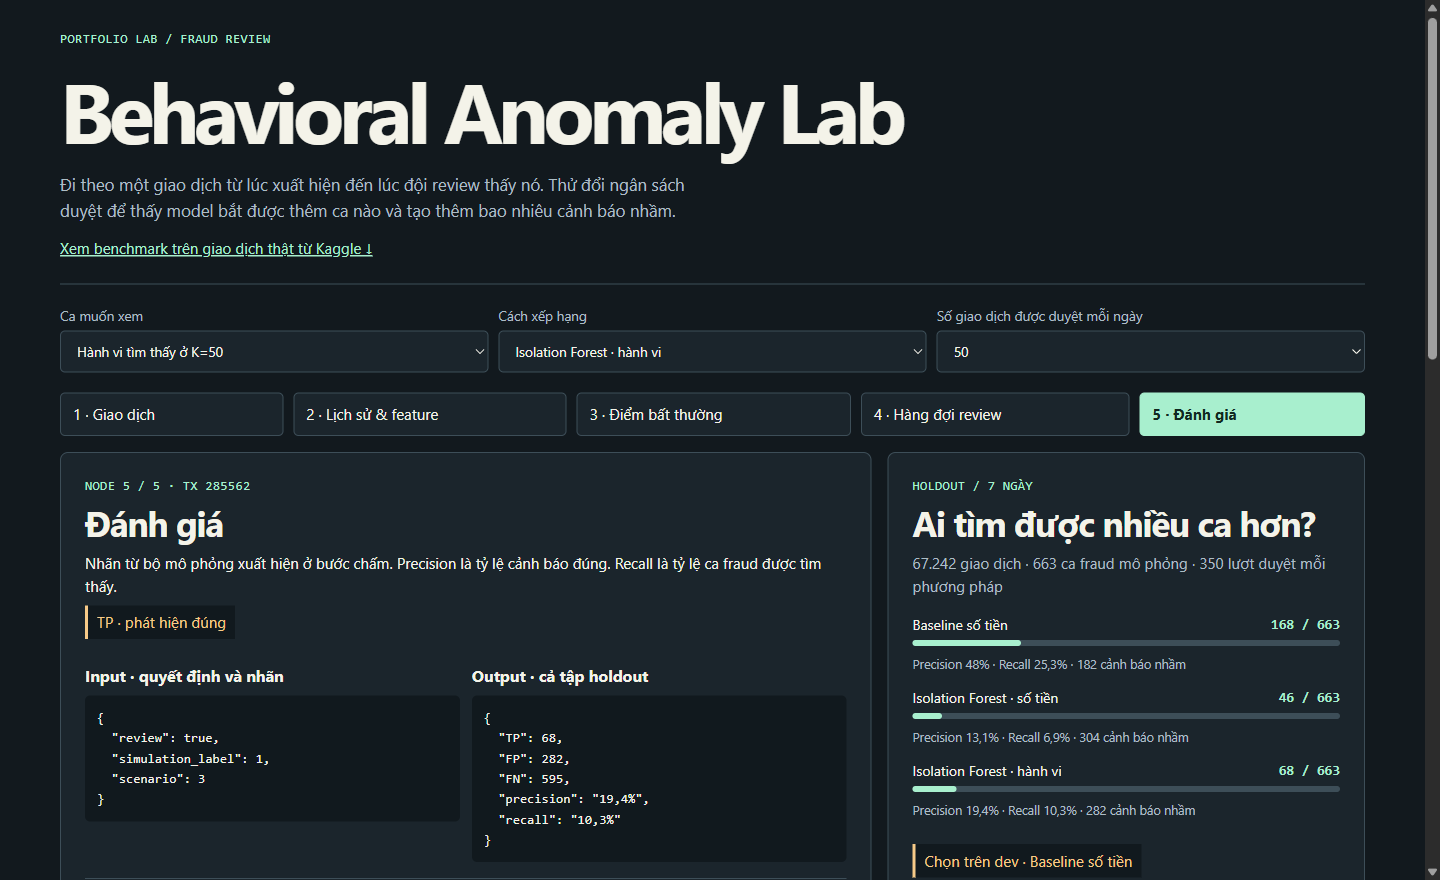 PORTFOLIO LAB / FRAUD REVIEW
Behavioral Anomaly Lab
Đi theo một giao dịch từ lúc xuất hiện đến lúc đội review thấy nó. Thử đổi ngân sách
duyệt để thấy model bắt được thêm ca nào và tạo thêm bao nhiêu cảnh báo nhầm.
Xem benchmark trên giao dịch thật từ Kaggle ↓
Ca muốn xem
Hành vi tìm thấy ở K=50
Cách xếp hạng
Isolation Forest · hành vi
Số giao dịch được duyệt mỗi ngày
50
1 · Giao dịch
2 · Lịch sử & feature
3 · Điểm bất thường
4 · Hàng đợi review
5 · Đánh giá
NODE 5 / 5 · TX 285562
Đánh giá
Nhãn từ bộ mô phỏng xuất hiện ở bước chấm. Precision là tỷ lệ cảnh báo đúng. Recall là tỷ lệ ca fraud được tìm
thấy.
TP · phát hiện đúng
Input · quyết định và nhãn
{
"review": true,
"simulation_label": 1,
"scenario": 3
}
Output · cả tập holdout
{
"TP": 68,
"FP": 282,
"FN": 595,
"precision": "19,4%",
"recall": "10,3%"
}
HOLDOUT / 7 NGÀY
Ai tìm được nhiều ca hơn?
67.242 giao dịch · 663 ca fraud mô phỏng · 350 lượt duyệt mỗi
phương pháp
Baseline số tiền
168 / 663
Precision 48% · Recall 25,3% · 182 cảnh báo nhầm
Isolation Forest · số tiền
46 / 663
Precision 13,1% · Recall 6,9% · 304 cảnh báo nhầm
Isolation Forest · hành vi
68 / 663
Precision 19,4% · Recall 10,3% · 282 cảnh báo nhầm
Chọn trên dev · Baseline số tiền